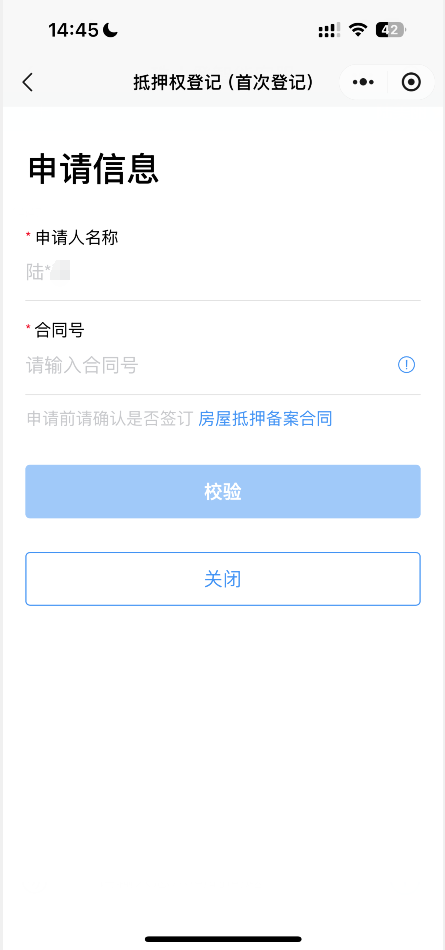 14:45
42
抵押权登记（首次登记）
申请信息
* 申请人名称
陆*
* 合同号
请输入合同号
申请前请确认是否签订 房屋抵押备案合同
校验
关闭